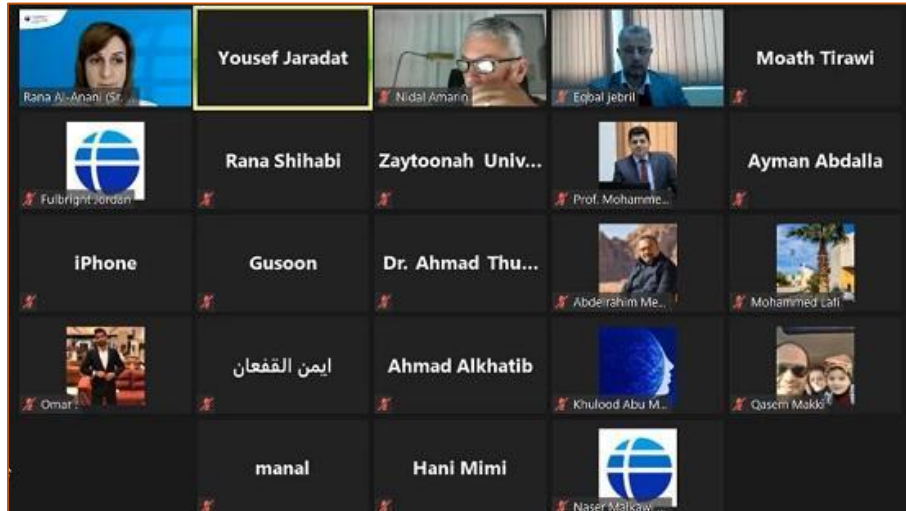 Rana Al-Anani (Sr. ...
Yousef Jaradat
Nidal Amarin
Eqbal jebril
Moath Tirawi
Fulbright Jordan
Rana Shihabi
Zaytoonah Univ...
Prof. Mohamme...
Ayman Abdalla
iPhone
Gusoon
Dr. Ahmad Thu...
Abdelrahim Me...
Mohammed Lafi
Omar :
ايمن القفعان
Ahmad Alkhatib
Khulood Abu M...
Qasem Makki
manal
Hani Mimi
Naser Malkawi